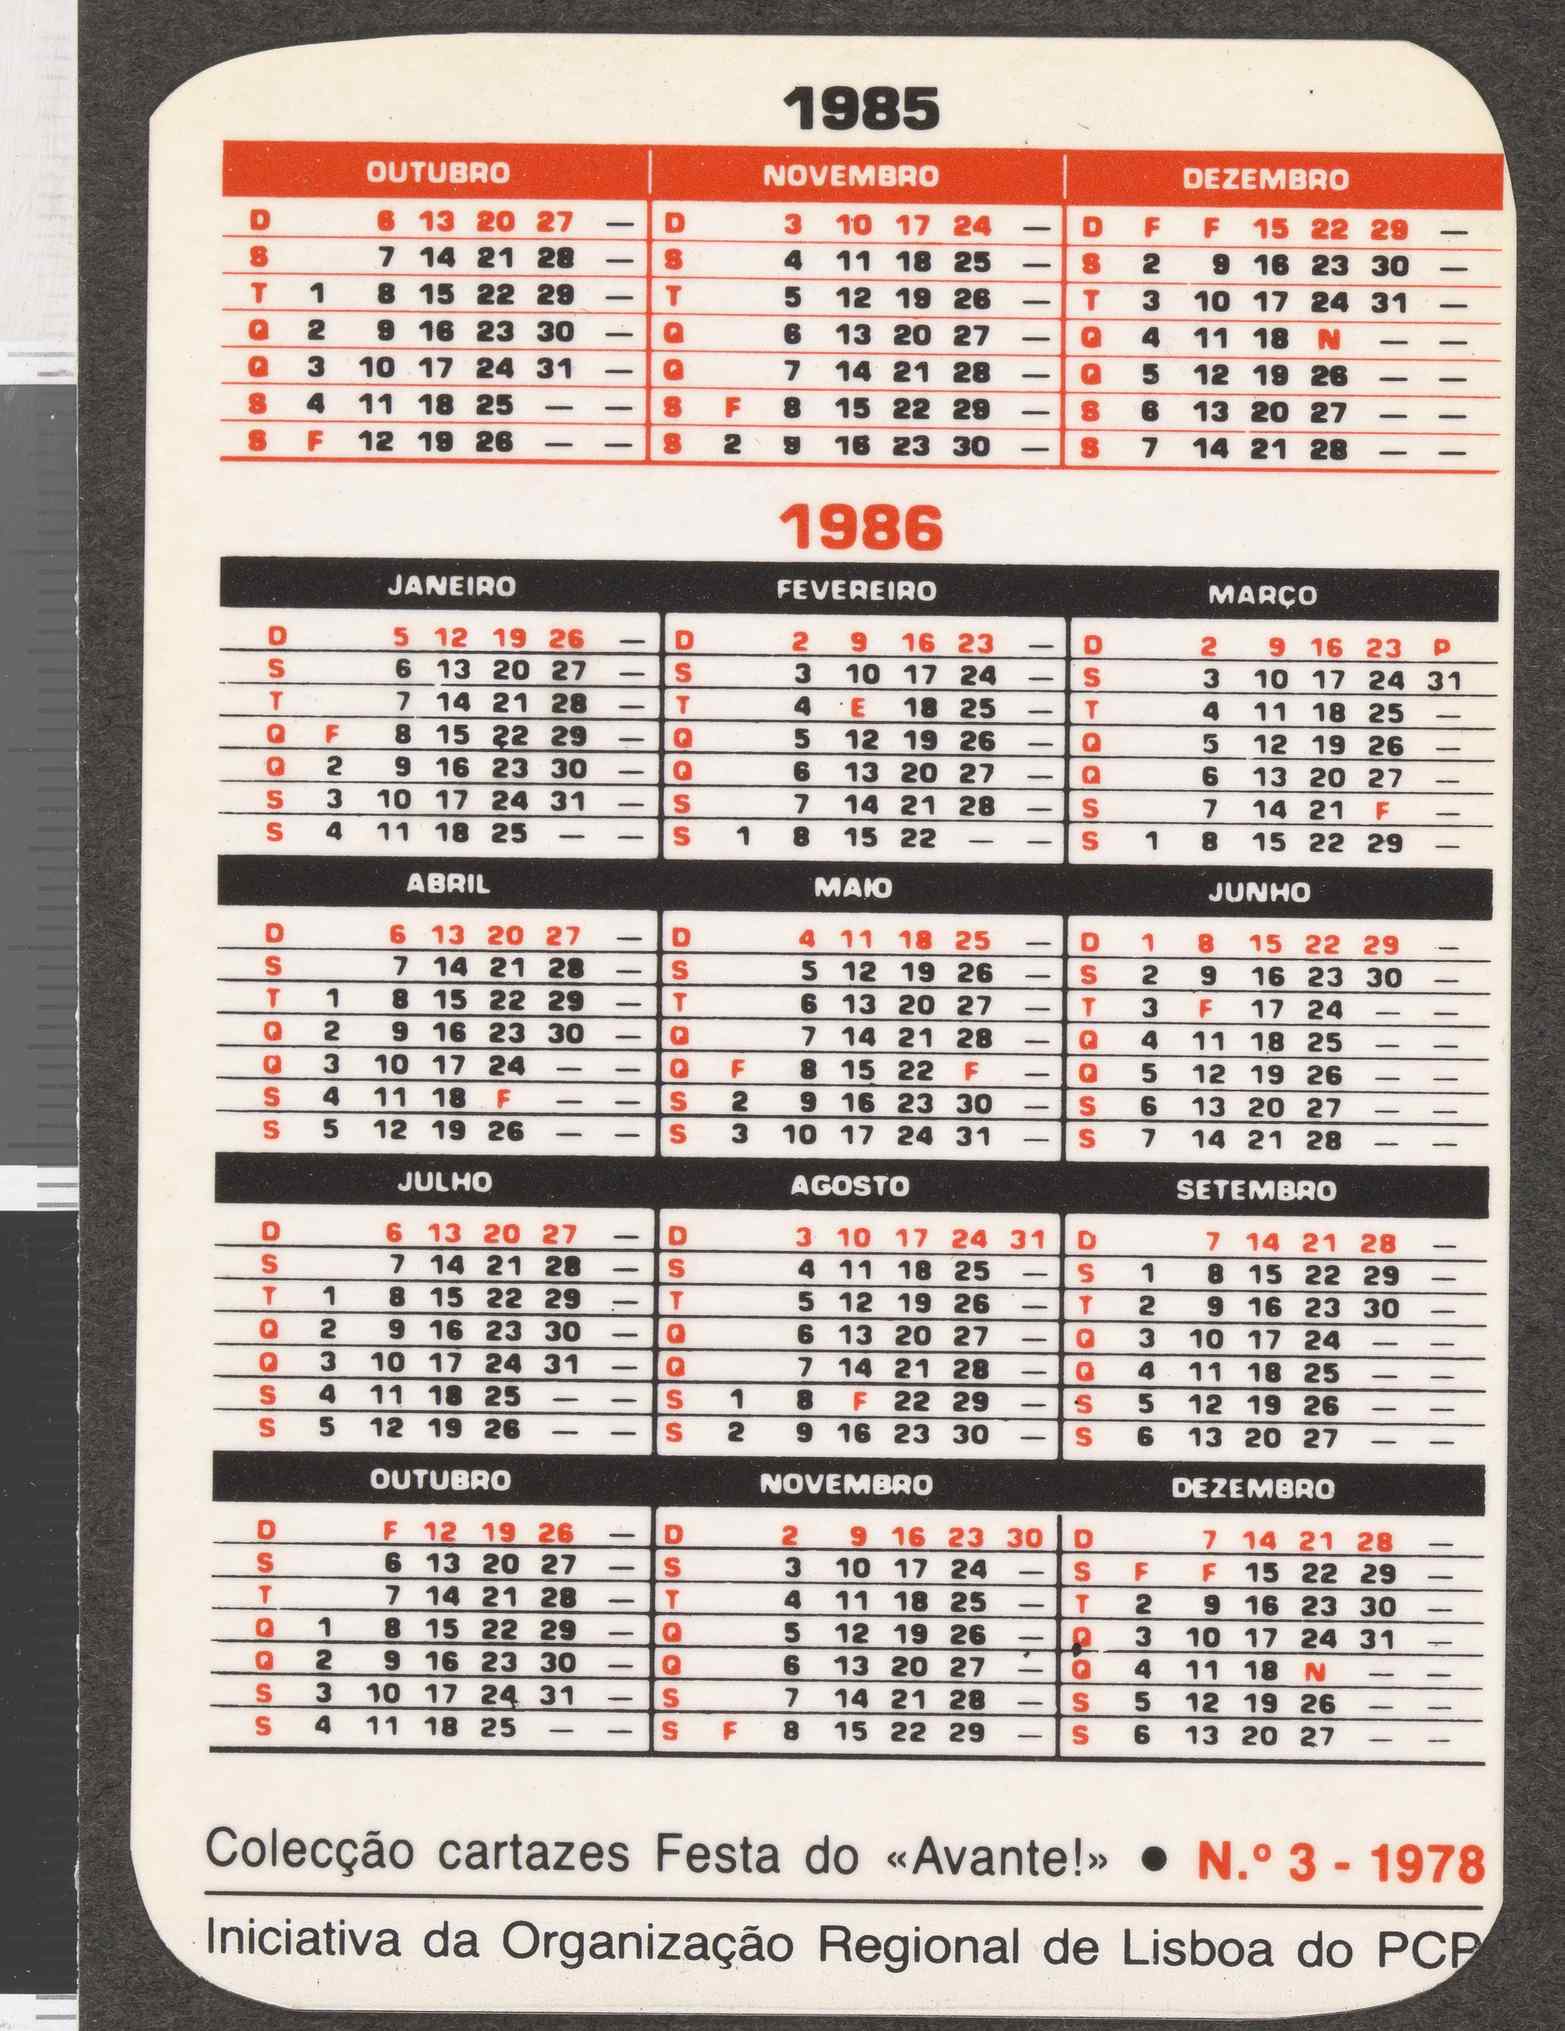 1985
OUTUBRO NOVEMBRO DEZEMBRO
D 6 13 20 27 — D 3 10 17 24 — D F F 15 22 29 —
S 7 14 21 28 — S 4 11 18 25 — S 2 9 16 23 30 —
T 1 8 15 22 29 — T 5 12 19 26 — T 3 10 17 24 31 —
Q 2 9 16 23 30 — Q 6 13 20 27 — Q 4 11 18 N — —
Q 3 10 17 24 31 — Q 7 14 21 28 — Q 5 12 19 26 — —
S 4 11 18 25 — — S F 8 15 22 29 — S 6 13 20 27 — —
S F 12 19 26 — — S 2 9 16 23 30 — S 7 14 21 28 — —
1986
JANEIRO FEVEREIRO MARÇO
D 5 12 19 26 — D 2 9 16 23 — D 2 9 16 23 P
S 6 13 20 27 — S 3 10 17 24 — S 3 10 17 24 31
T 7 14 21 28 — T 4 E 18 25 — T 4 11 18 25 —
Q F 8 15 22 29 — Q 5 12 19 26 — Q 5 12 19 26 —
Q 2 9 16 23 30 — Q 6 13 20 27 — Q 6 13 20 27 —
S 3 10 17 24 31 — S 7 14 21 28 — S 7 14 21 F —
S 4 11 18 25 — — S 1 8 15 22 — — S 1 8 15 22 29 —
ABRIL MAIO JUNHO
D 6 13 20 27 — D 4 11 18 25 — D 1 8 15 22 29 —
S 7 14 21 28 — S 5 12 19 26 — S 2 9 16 23 30 —
T 1 8 15 22 29 — T 6 13 20 27 — T 3 F 17 24 — —
Q 2 9 16 23 30 — Q 7 14 21 28 — Q 4 11 18 25 — —
Q 3 10 17 24 — — Q F 8 15 22 F — Q 5 12 19 26 — —
S 4 11 18 F — — S 2 9 16 23 30 — S 6 13 20 27 — —
S 5 12 19 26 — — S 3 10 17 24 31 — S 7 14 21 28 — —
JULHO AGOSTO SETEMBRO
D 6 13 20 27 — D 3 10 17 24 31 D 7 14 21 28 —
S 7 14 21 28 — S 4 11 18 25 — S 1 8 15 22 29 —
T 1 8 15 22 29 — T 5 12 19 26 — T 2 9 16 23 30 —
Q 2 9 16 23 30 — Q 6 13 20 27 — Q 3 10 17 24 — —
Q 3 10 17 24 31 — Q 7 14 21 28 — Q 4 11 18 25 — —
S 4 11 18 25 — — S 1 8 F 22 29 — S 5 12 19 26 — —
S 5 12 19 26 — — S 2 9 16 23 30 — S 6 13 20 27 — —
OUTUBRO NOVEMBRO DEZEMBRO
D F 12 19 26 — D 2 9 16 23 30 D 7 14 21 28 —
S 6 13 20 27 — S 3 10 17 24 — S F F 15 22 29 —
T 7 14 21 28 — T 4 11 18 25 — T 2 9 16 23 30 —
Q 1 8 15 22 29 — Q 5 12 19 26 — Q 3 10 17 24 31 —
Q 2 9 16 23 30 — Q 6 13 20 27 — Q 4 11 18 N — —
S 3 10 17 24 31 — S 7 14 21 28 — S 5 12 19 26 — —
S 4 11 18 25 — — S F 8 15 22 29 — S 6 13 20 27 — —
Colecção cartazes Festa do «Avante!» ● N.º 3 - 1978
Iniciativa da Organização Regional de Lisboa do PCP